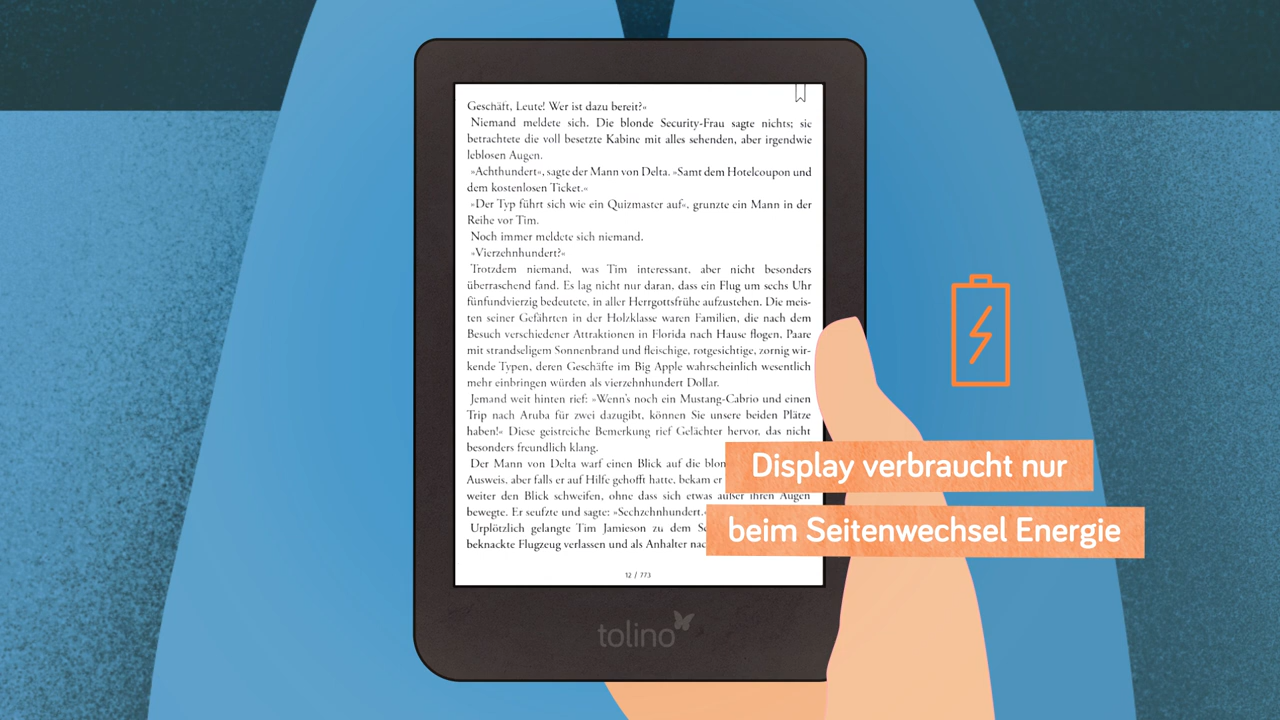 Geschäft, Leute! Wer ist dazu bereit?«
Niemand meldete sich. Die blonde Security-Frau sagte nichts; sie
betrachtete die voll besetzte Kabine mit alles sehenden, aber irgendwie
leblosen Augen.
»Achthundert«, sagte der Mann von Delta. »Samt dem Hotelcoupon und
dem kostenlosen Ticket.«
»Der Typ führt sich wie ein Quizmaster auf«, grunzte ein Mann in der
Reihe vor Tim.
Noch immer meldete sich niemand.
»Vierzehnhundert?«
Trotzdem niemand, was Tim interessant, aber nicht besonders
überraschend fand. Es lag nicht nur daran, dass ein Flug um sechs Uhr
fünfundvierzig bedeutete, in aller Herrgottsfrühe aufzustehen. Die meis-
ten seiner Gefährten in der Holzklasse waren Familien, die nach dem
Besuch verschiedener Attraktionen in Florida nach Hause flogen, Paare
mit strandseligem Sonnenbrand und fleischige, rotgesichtige, zornig wir-
kende Typen, deren Geschäfte im Big Apple wahrscheinlich wesentlich
mehr einbringen würden als vierzehnhundert Dollar.
Jemand weit hinten rief: »Wenn's noch ein Mustang-Cabrio und einen
Trip nach Aruba für zwei dazugibt, können Sie unsere beiden Plätze
haben!« Diese geistreiche Bemerkung rief Gelächter hervor, das nicht
besonders freundlich klang.
Der Mann von Delta warf einen Blick auf die blon
Ausweis, aber falls er auf Hilfe gehofft hatte, bekam er
weiter den Blick schweifen, ohne dass sich etwas außer ihren Augen
bewegte. Er seufzte und sagte: »Sechzehnhundert.«
Urplötzlich gelangte Tim Jamieson zu dem
beknackte Flugzeug verlassen und als Anhalter
12 / 773
tolino
Display verbraucht nur
beim Seitenwechsel Energie